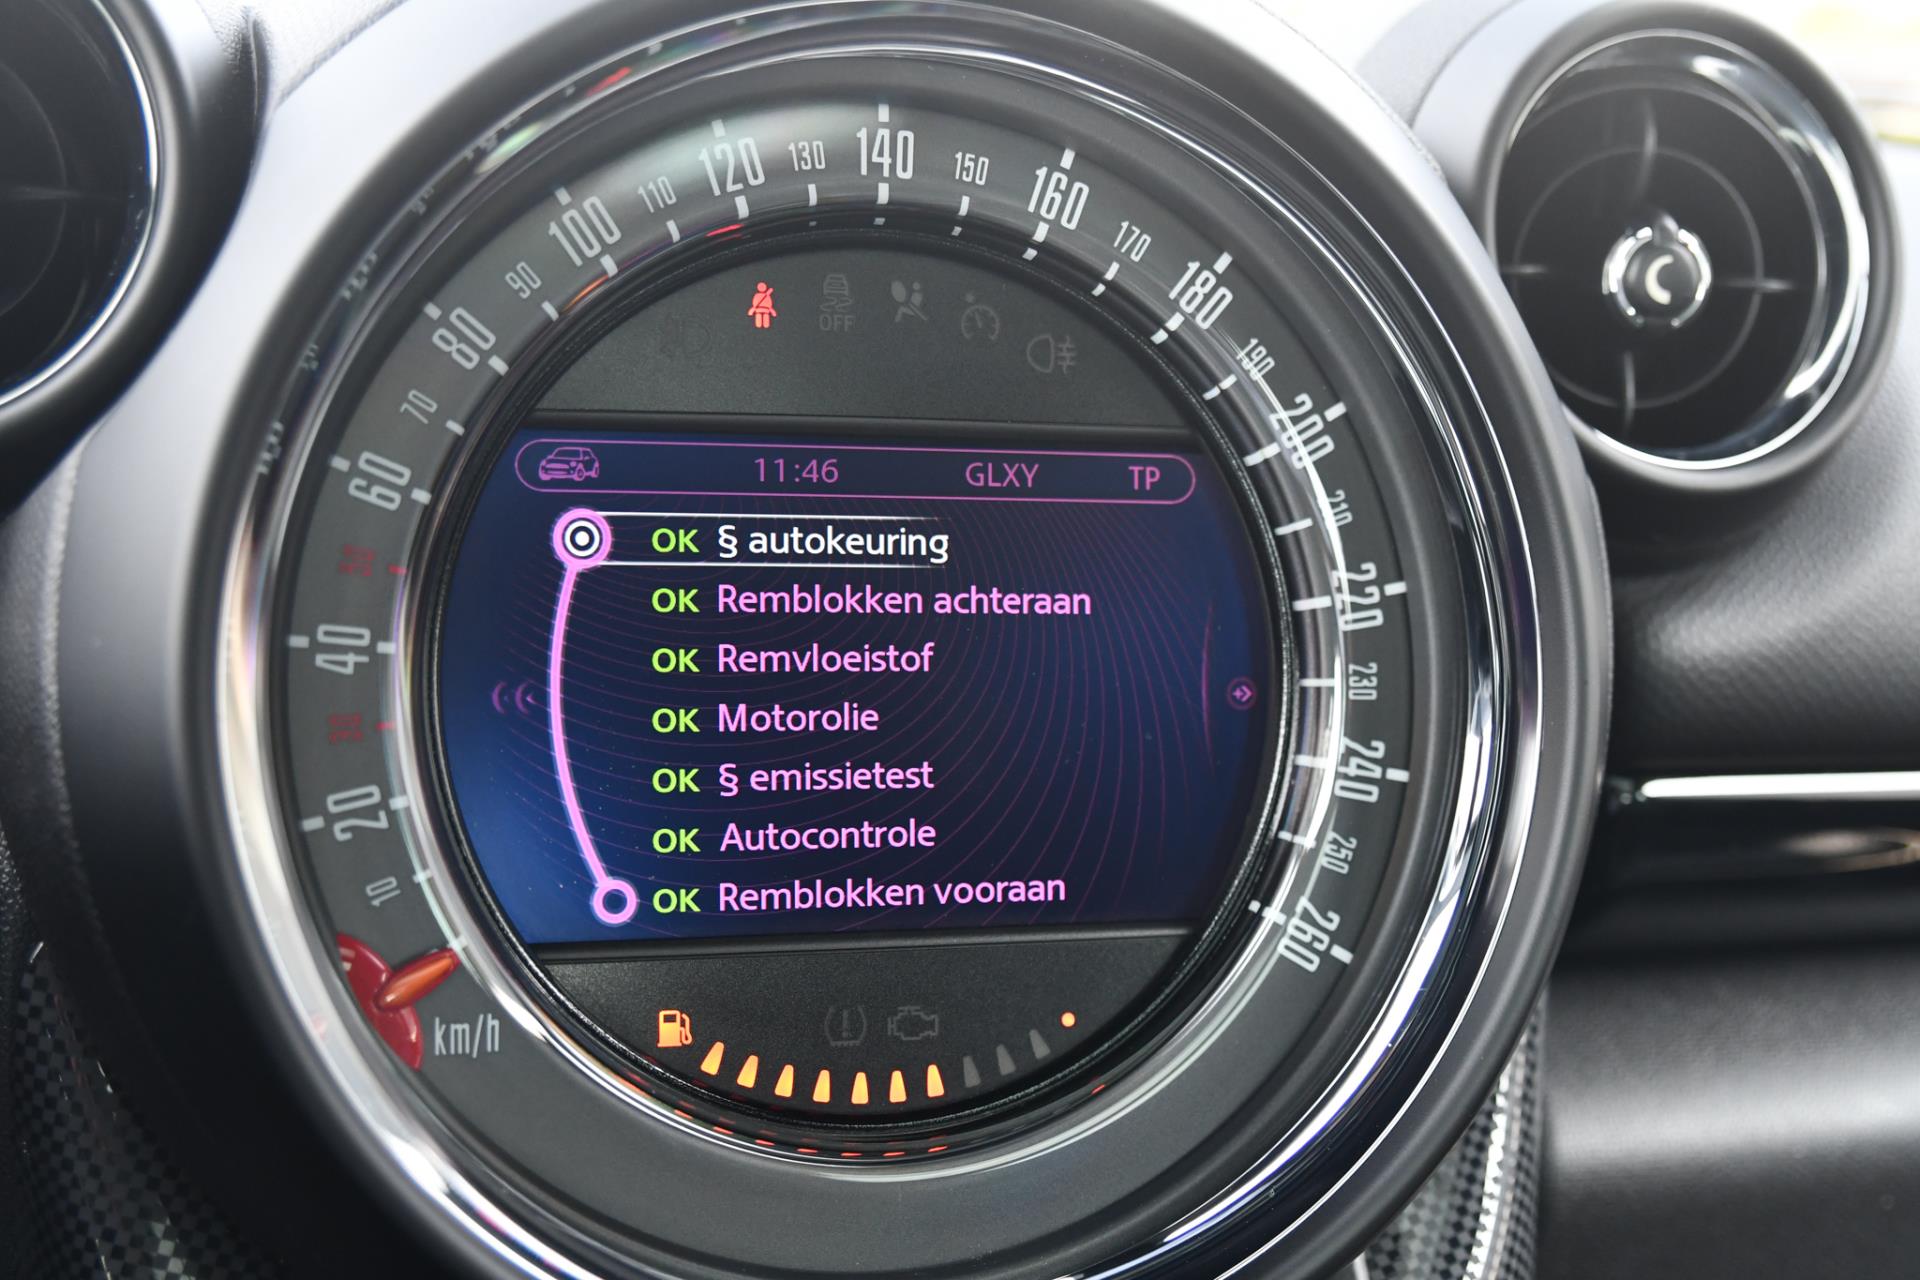 10
20
30
40
50
60
70
80
90
100
110
120
130
140
150
160
170
180
190
200
210
220
230
240
250
260
km/h
OFF
11:46 GLXY TP
OK § autokeuring
OK Remblokken achteraan
OK Remvloeistof
OK Motorolie
OK § emissietest
OK Autocontrole
OK Remblokken vooraan